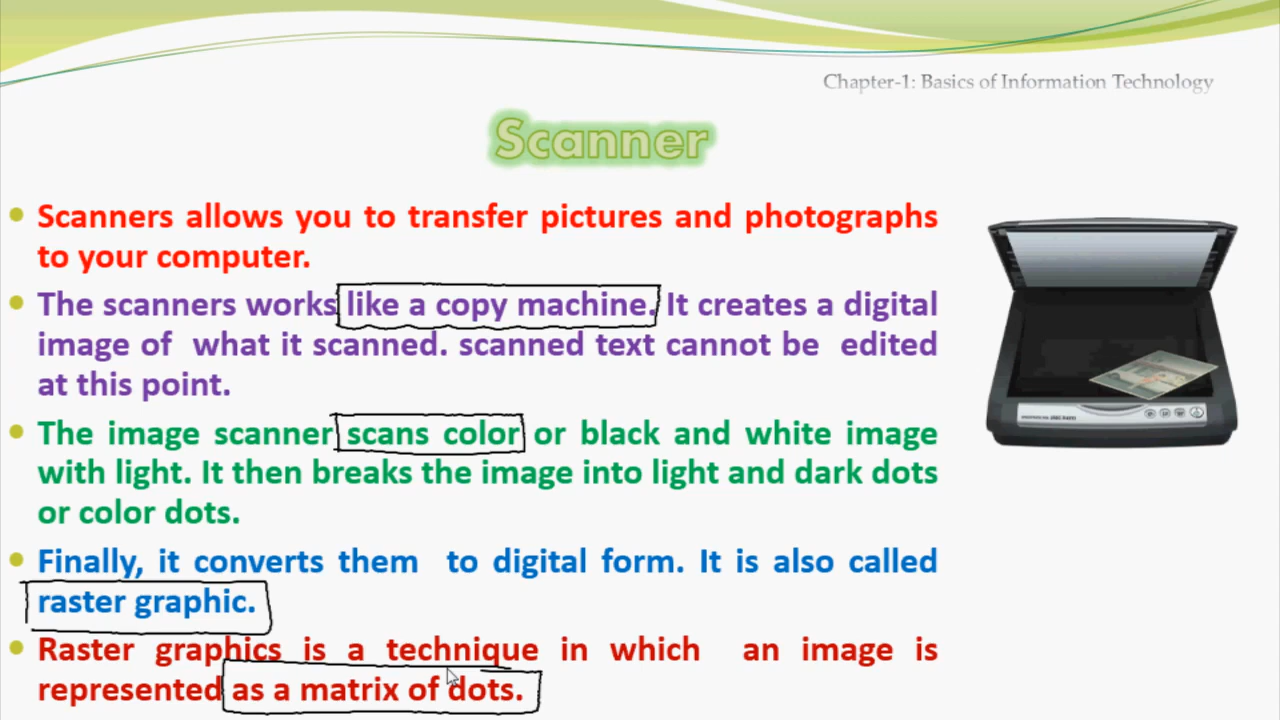 Chapter-1: Basics of Information Technology
Scanner
Scanners allows you to transfer pictures and photographs
to your computer.
The scanners works like a copy machine. It creates a digital
image of what it scanned. scanned text cannot be edited
at this point.
The image scanner scans color or black and white image
with light. It then breaks the image into light and dark dots
or color dots.
Finally, it converts them to digital form. It is also called
raster graphic.
Raster graphics is a technique in which an image is
represented as a matrix of dots.